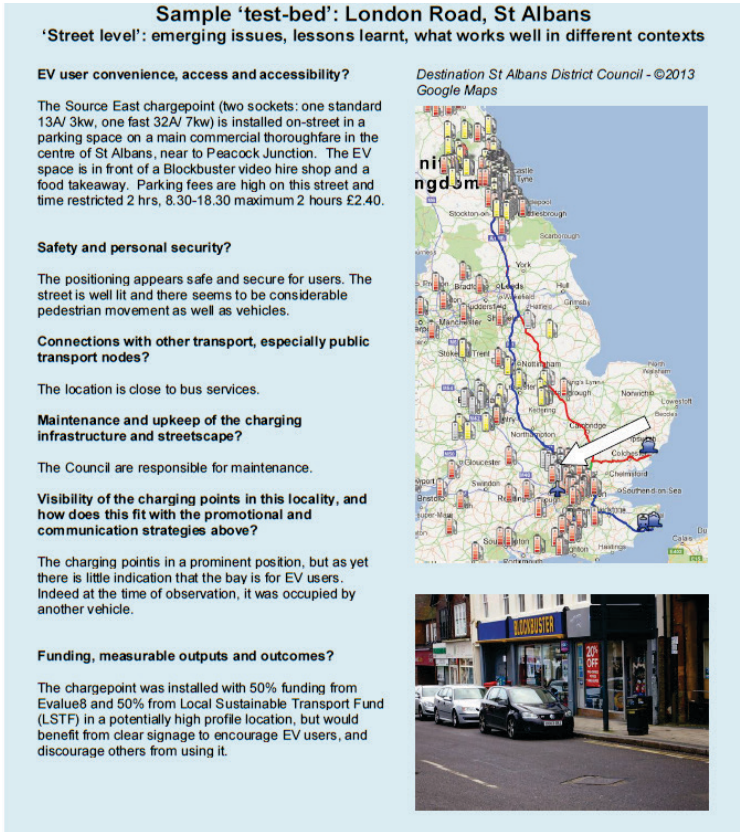 Sample ‘test-bed’: London Road, St Albans
‘Street level’: emerging issues, lessons learnt, what works well in different contexts
EV user convenience, access and accessibility?
The Source East chargepoint (two sockets: one standard
13A/ 3kw, one fast 32A/ 7kw) is installed on-street in a
parking space on a main commercial thoroughfare in the
centre of St Albans, near to Peacock Junction. The EV
space is in front of a Blockbuster video hire shop and a
food takeaway. Parking fees are high on this street and
time restricted 2 hrs, 8.30-18.30 maximum 2 hours £2.40.
Safety and personal security?
The positioning appears safe and secure for users. The
street is well lit and there seems to be considerable
pedestrian movement as well as vehicles.
Connections with other transport, especially public
transport nodes?
The location is close to bus services.
Maintenance and upkeep of the charging
infrastructure and streetscape?
The Council are responsible for maintenance.
Visibility of the charging points in this locality, and
how does this fit with the promotional and
communication strategies above?
The charging pointis in a prominent position, but as yet
there is little indication that the bay is for EV users.
Indeed at the time of observation, it was occupied by
another vehicle.
Funding, measurable outputs and outcomes?
The chargepoint was installed with 50% funding from
Evalue8 and 50% from Local Sustainable Transport Fund
(LSTF) in a potentially high profile location, but would
benefit from clear signage to encourage EV users, and
discourage others from using it.
Destination St Albans District Council - ©2013
Google Maps
ngdom
Stockton-on
Scarborough
York
Leeds
Hull
Grimsby
Manchester
Nottingham
King's Lynn
Norwich
Lowestoft
Kettering
Cambridge
Northampton
Colchester
Gloucester
Chelmsford
Southend-on-Sea
Swindon
Bristol
Hastings
Calais
BLOCKBUSTER
20%
OFF